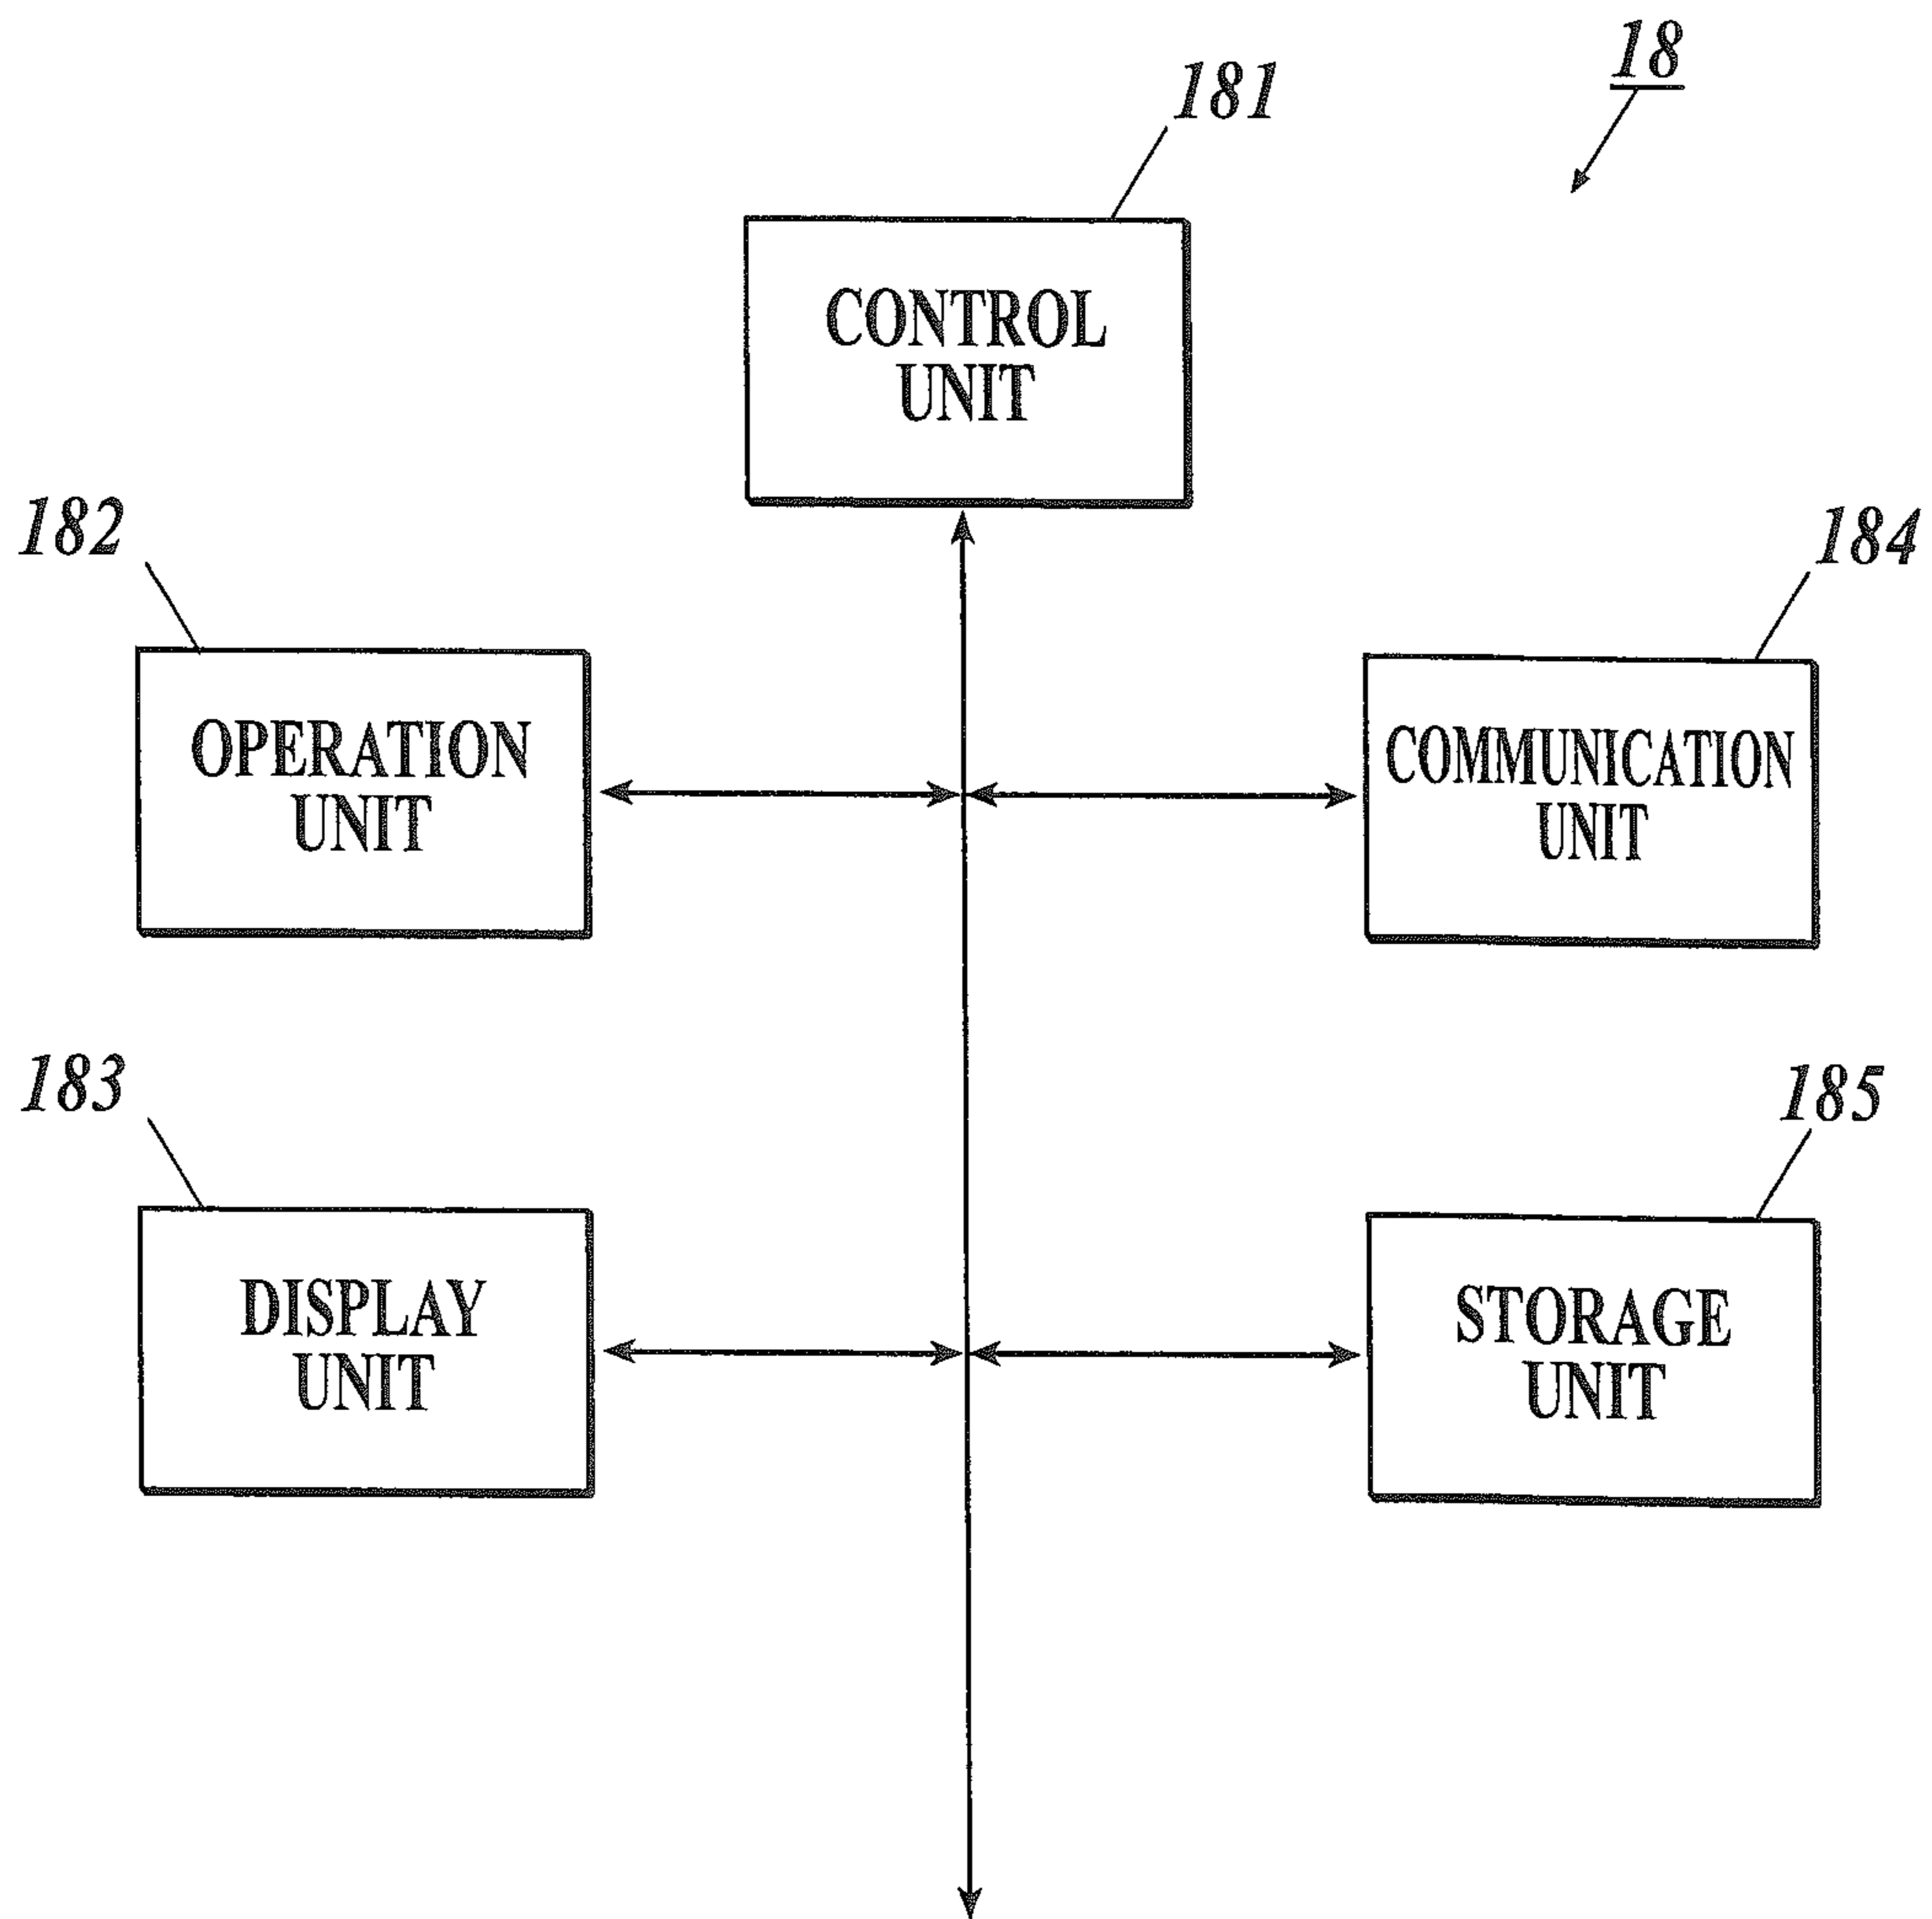 18
181
CONTROL
UNIT
182
184
OPERATION
UNIT
COMMUNICATION
UNIT
183
185
DISPLAY
UNIT
STORAGE
UNIT